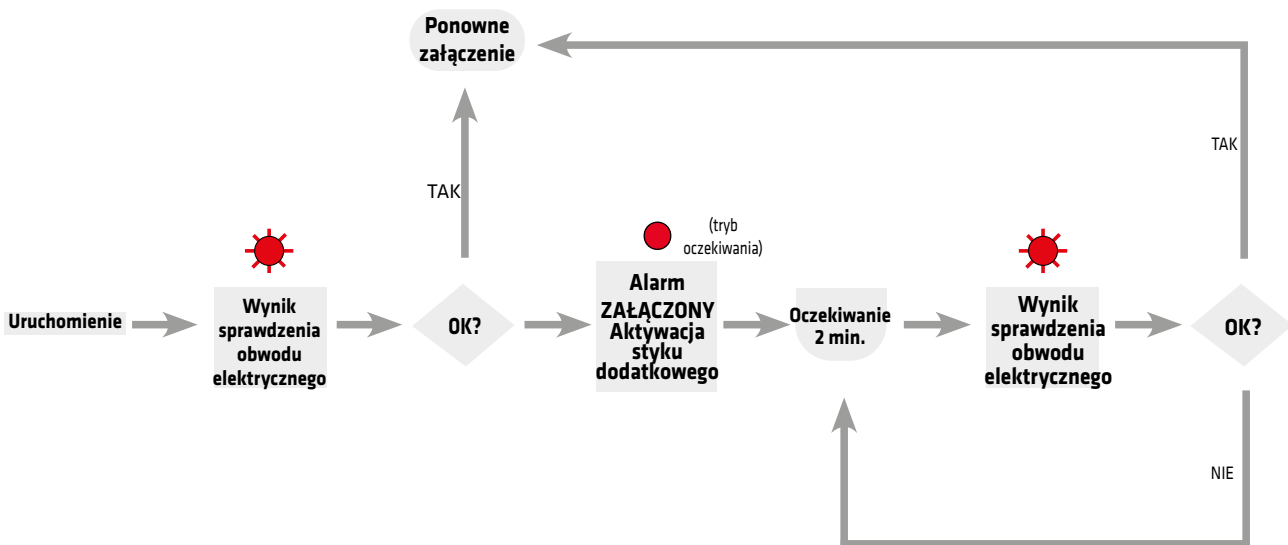 Ponowne
załączenie
TAK
TAK
(tryb
oczekiwania)
Uruchomienie
Wynik
sprawdzenia
obwodu
elektrycznego
OK?
Alarm
ZAŁĄCZONY
Aktywacja
styku
dodatkowego
Oczekiwanie
2 min.
Wynik
sprawdzenia
obwodu
elektrycznego
OK?
NIE